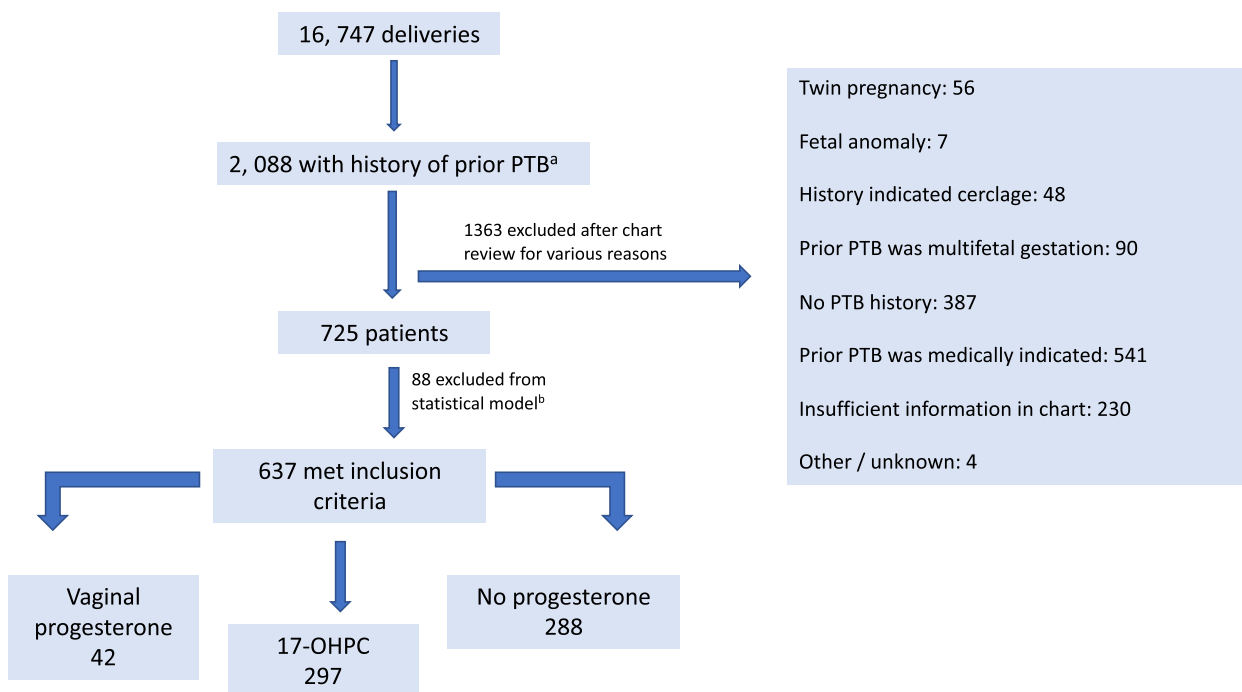 16, 747 deliveries
2, 088 with history of prior PTBᵃ
1363 excluded after chart
review for various reasons
725 patients
88 excluded from
statistical modelᵇ
637 met inclusion
criteria
Vaginal
progesterone
42
17-OHPC
297
No progesterone
288
Twin pregnancy: 56
Fetal anomaly: 7
History indicated cerclage: 48
Prior PTB was multifetal gestation: 90
No PTB history: 387
Prior PTB was medically indicated: 541
Insufficient information in chart: 230
Other / unknown: 4